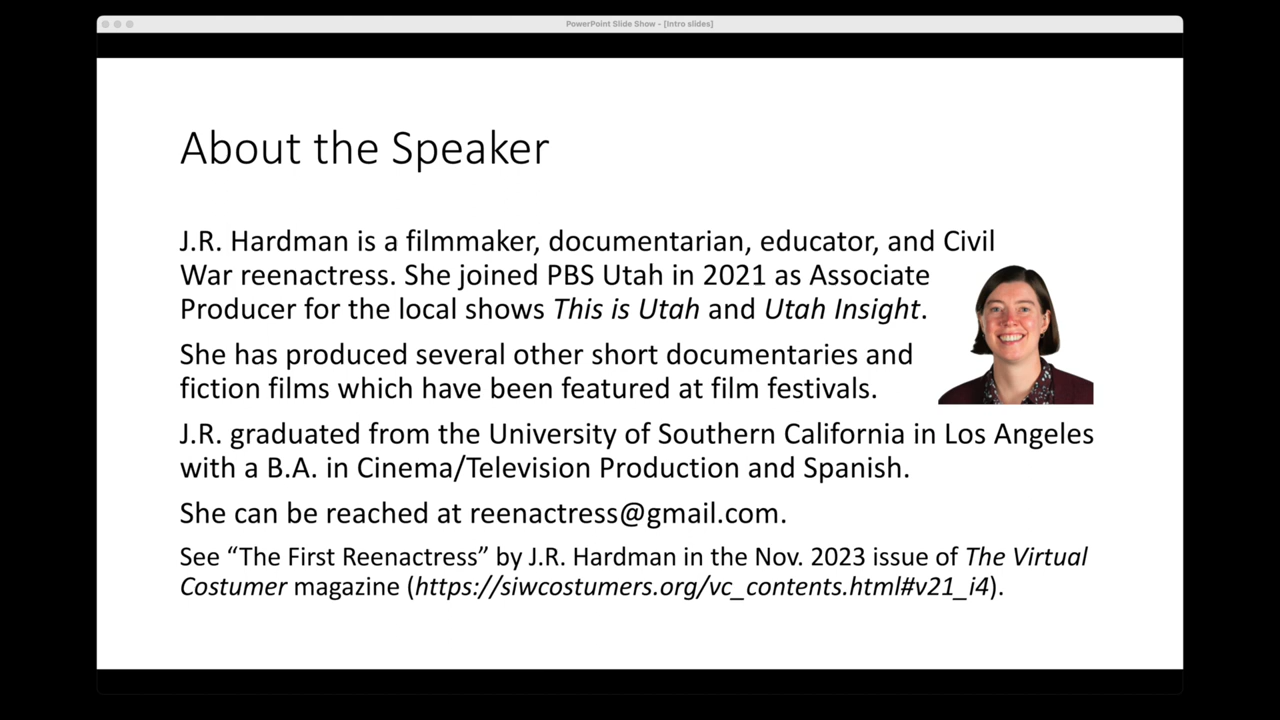 PowerPoint Slide Show - [Intro slides]
About the Speaker
J.R. Hardman is a filmmaker, documentarian, educator, and Civil
War reenactress. She joined PBS Utah in 2021 as Associate
Producer for the local shows This is Utah and Utah Insight.
She has produced several other short documentaries and
fiction films which have been featured at film festivals.
J.R. graduated from the University of Southern California in Los Angeles
with a B.A. in Cinema/Television Production and Spanish.
She can be reached at reenactress@gmail.com.
See “The First Reenactress” by J.R. Hardman in the Nov. 2023 issue of The Virtual
Costumer magazine (https://siwcostumers.org/vc_contents.html#v21_i4).